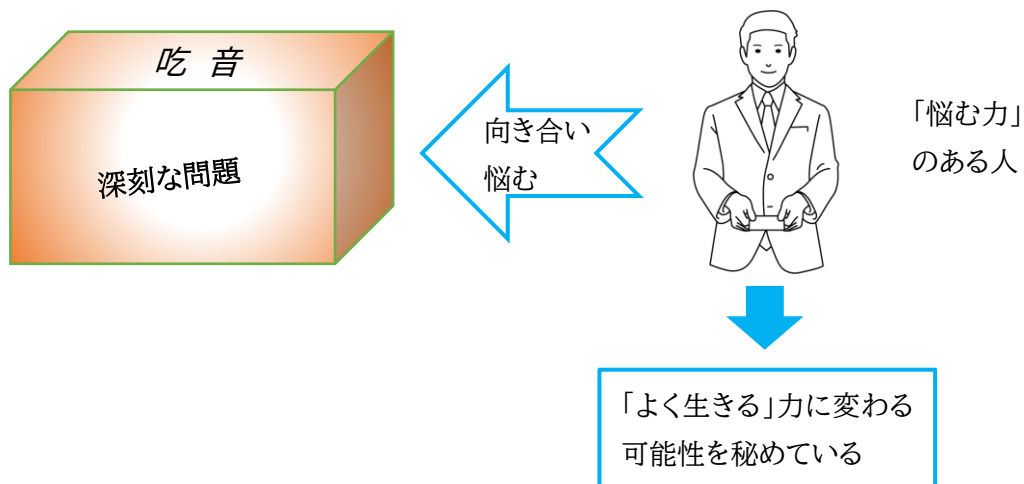 吃 音
深刻な問題
向き合い
悩む
「悩む力」
のある人
「よく生きる」力に変わる
可能性を秘めている